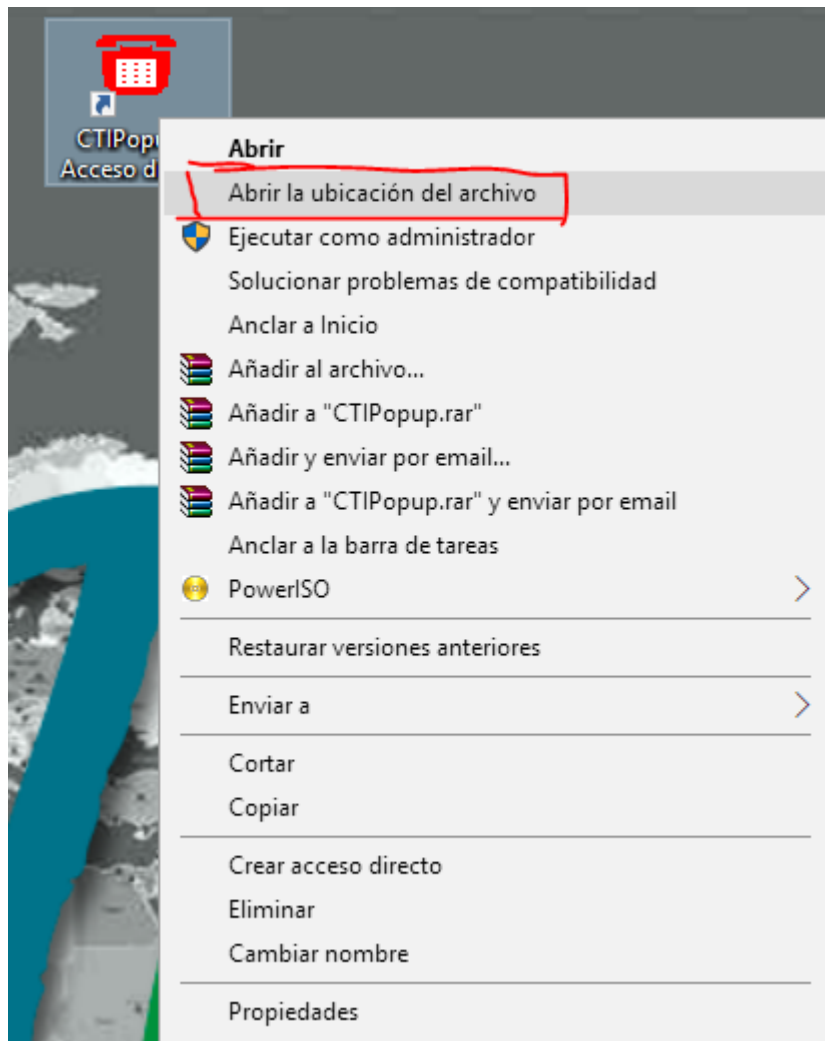 CTIPop
Acceso d
Abrir
Abrir la ubicación del archivo
Ejecutar como administrador
Solucionar problemas de compatibilidad
Anclar a Inicio
Añadir al archivo...
Añadir a "CTIPopup.rar"
Añadir y enviar por email...
Añadir a "CTIPopup.rar" y enviar por email
Anclar a la barra de tareas
PowerISO
Restaurar versiones anteriores
Enviar a
Cortar
Copiar
Crear acceso directo
Eliminar
Cambiar nombre
Propiedades